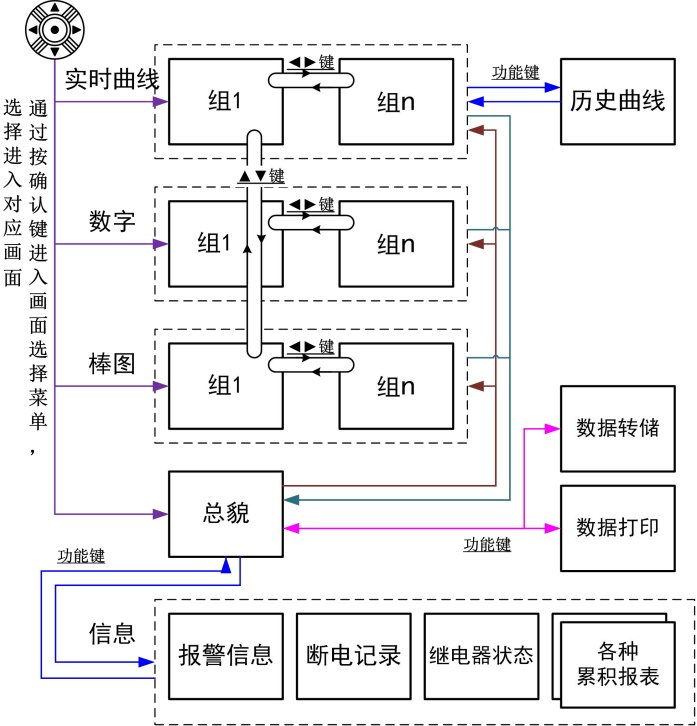 通过按确认键进入画面选择菜单，
选择进入对应画面
实时曲线
组1
◀▶键
组n
功能键
历史曲线
▲▼键
数字
组1
◀▶键
组n
棒图
组1
◀▶键
组n
数据转储
总貌
功能键
数据打印
功能键
信息
报警信息
断电记录
继电器状态
各种
累积报表